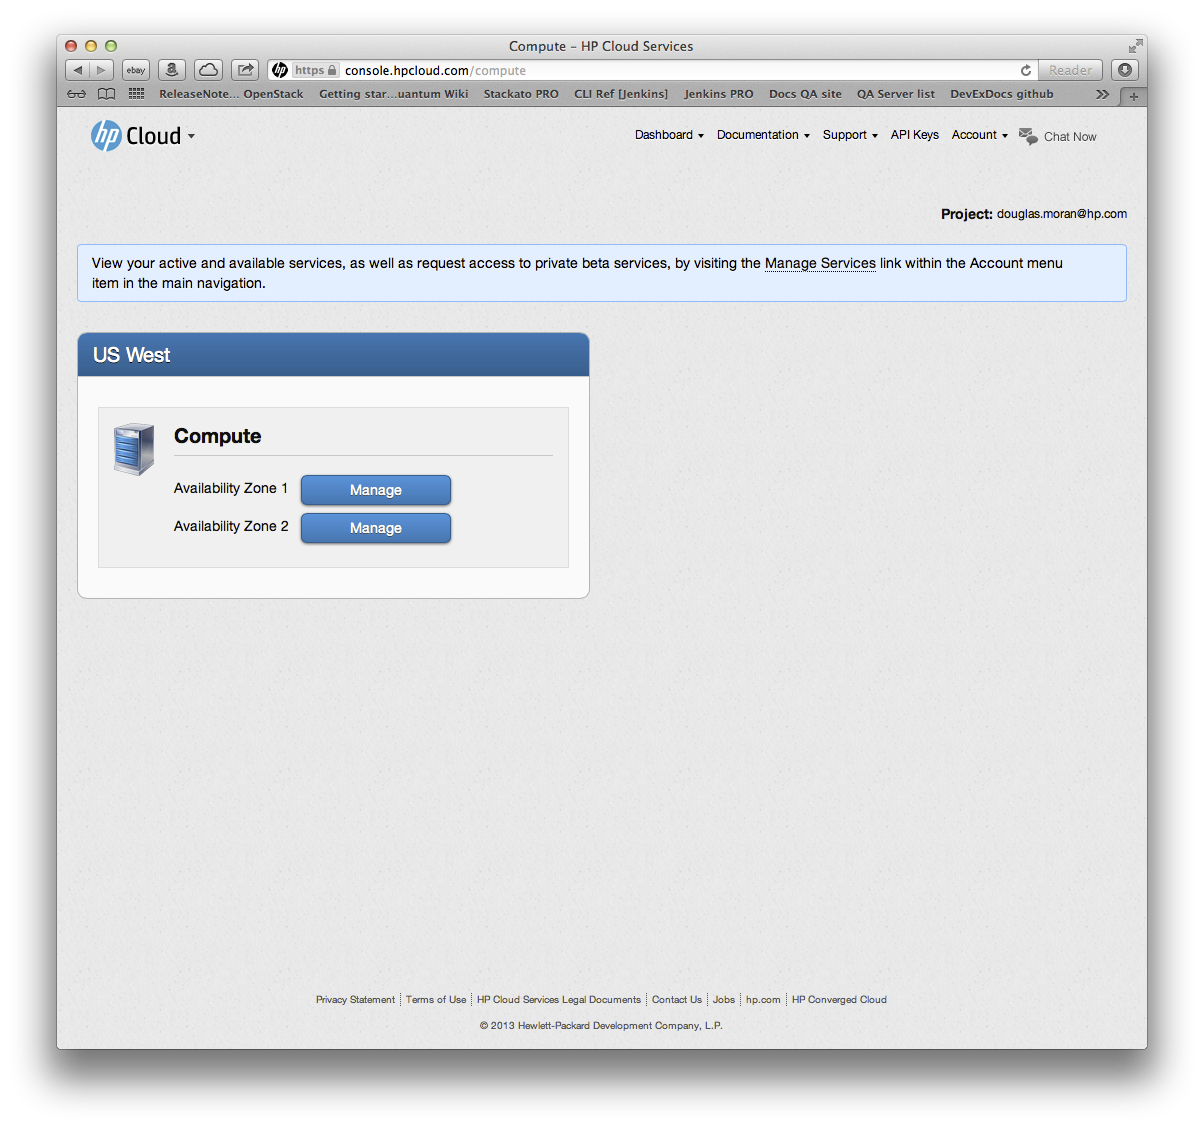 Compute – HP Cloud Services
ebay
a
hp
https console.hpcloud.com/compute
Reader
ReleaseNote... OpenStack Getting star...uantum Wiki Stackato PRO CLI Ref [Jenkins] Jenkins PRO Docs QA site QA Server list DevExDocs github
hp Cloud
Dashboard Documentation Support API Keys Account Chat Now
Project: douglas.moran@hp.com
View your active and available services, as well as request access to private beta services, by visiting the Manage Services link within the Account menu
item in the main navigation.
US West
Compute
Availability Zone 1 Manage
Availability Zone 2 Manage
Privacy Statement Terms of Use HP Cloud Services Legal Documents Contact Us Jobs hp.com HP Converged Cloud
© 2013 Hewlett-Packard Development Company, L.P.